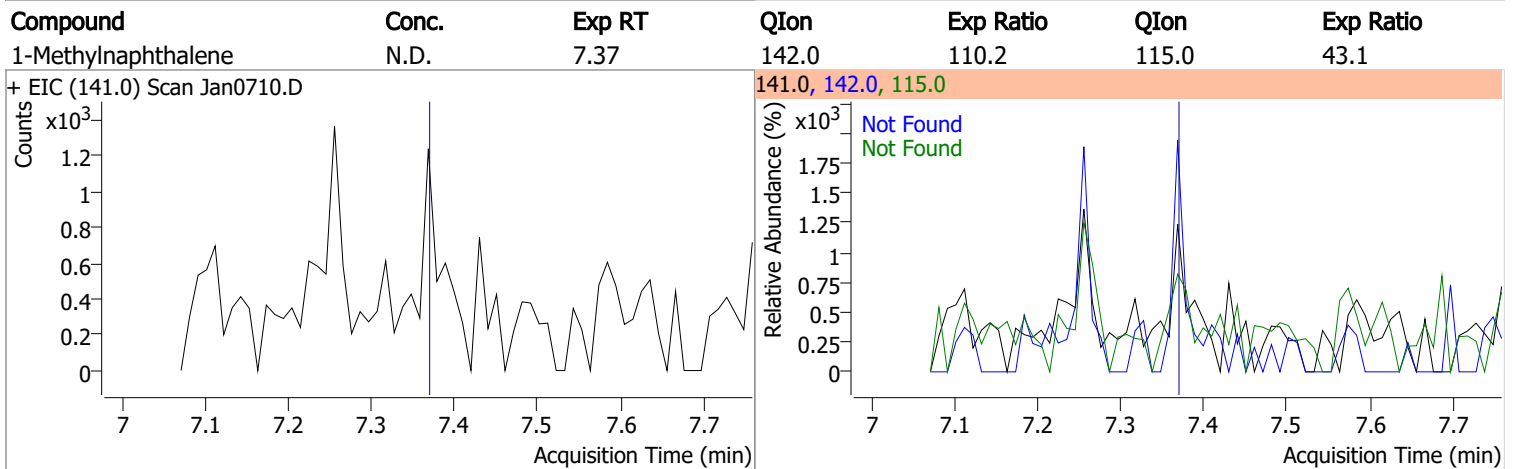 Compound Conc. Exp RT QIon Exp Ratio QIon Exp Ratio
1-Methylnaphthalene N.D. 7.37 142.0 110.2 115.0 43.1
+ EIC (141.0) Scan Jan0710.D
Counts
x10³
1.2
1
0.8
0.6
0.4
0.2
0
7 7.1 7.2 7.3 7.4 7.5 7.6 7.7
Acquisition Time (min)
141.0, 142.0, 115.0
Relative Abundance (%)
x10³
Not Found
Not Found
1.75
1.5
1.25
1
0.75
0.5
0.25
0
7 7.1 7.2 7.3 7.4 7.5 7.6 7.7
Acquisition Time (min)